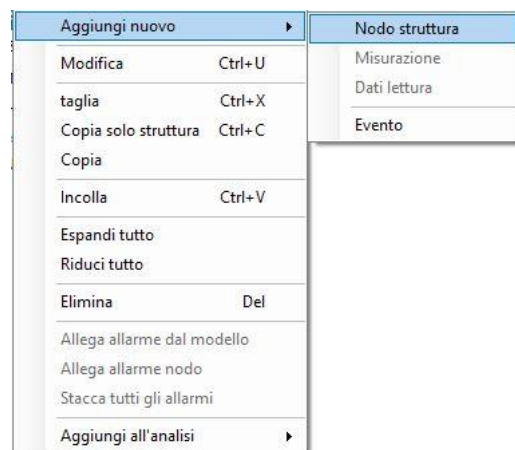 Aggiungi nuovo
Modifica Ctrl+U
taglia Ctrl+X
Copia solo struttura Ctrl+C
Copia
Incolla Ctrl+V
Espandi tutto
Riduci tutto
Elimina Del
Allega allarme dal modello
Allega allarme nodo
Stacca tutti gli allarmi
Aggiungi all'analisi
Nodo struttura
Misurazione
Dati lettura
Evento